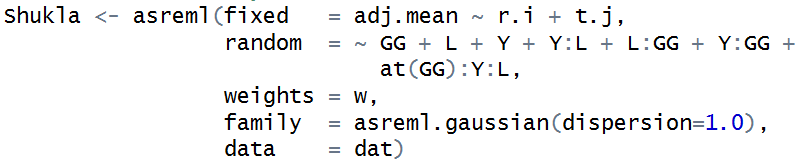 Shukla <- asreml(fixed   = adj.mean ~ r.i + t.j,
                 random  = ~ GG + L + Y + Y:L + L:GG + Y:GG +
                             at(GG):Y:L,
                 weights = w,
                 family  = asreml.gaussian(dispersion=1.0),
                 data    = dat)